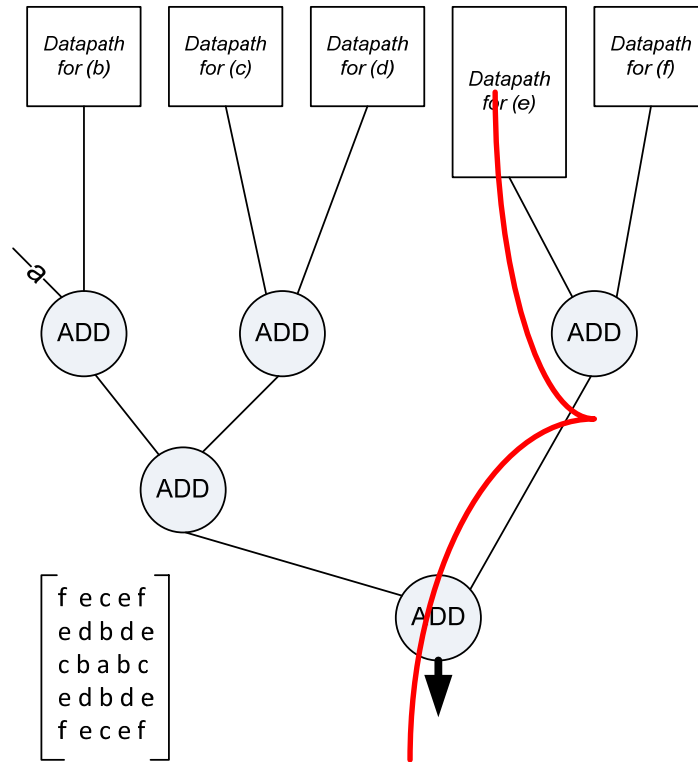 Datapath
for (b)
Datapath
for (c)
Datapath
for (d)
Datapath
for (e)
Datapath
for (f)
a
ADD
ADD
ADD
ADD
ADD
f e c e f
e d b d e
c b a b c
e d b d e
f e c e f